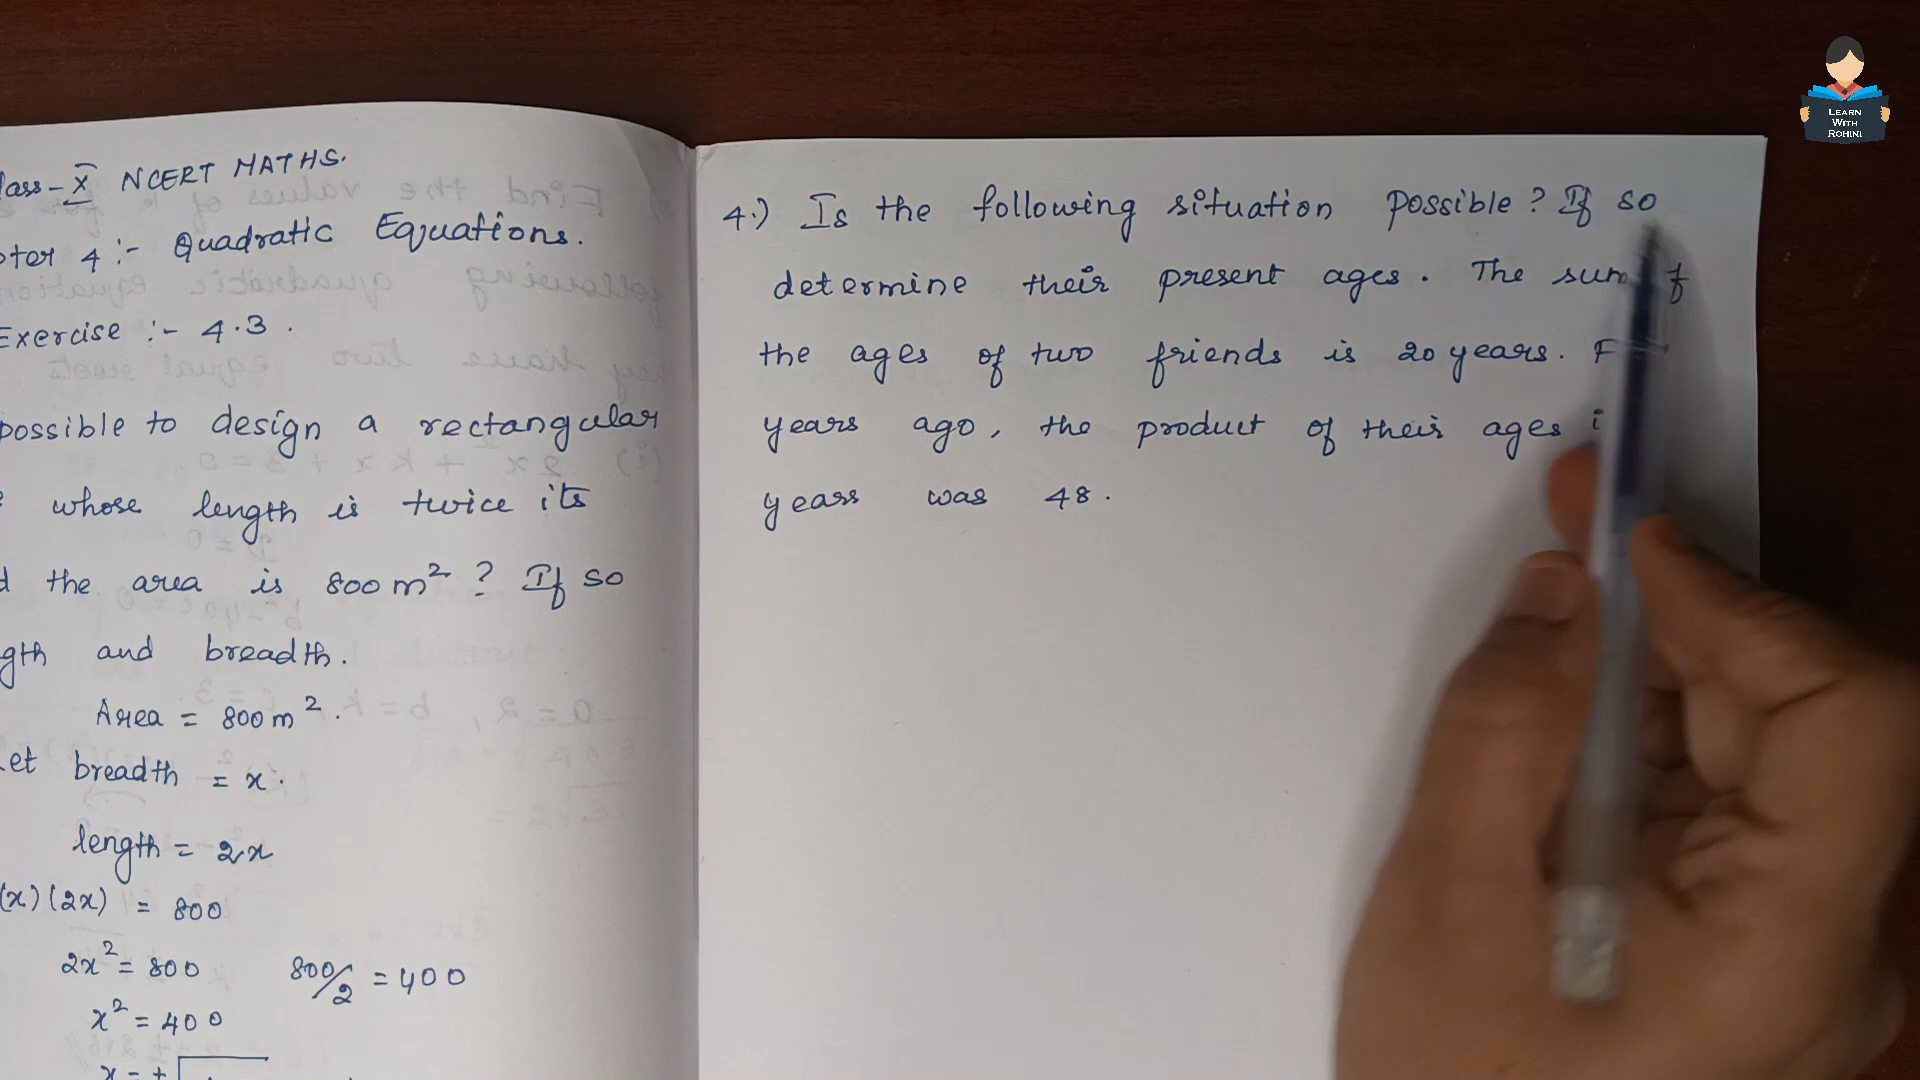 LEARN
WITH
ROHINI
NCERT MATHS.
4:- Quadratic Equations.
Exercise :- 4.3.
possible to design a rectangular
whose length is twice its
the area is 800 m² ? If so
and breadth.
Area = 800 m².
breadth = x.
length = 2x
(x) (2x) = 800
2x² = 800 800/2 = 400
x² = 400
4.) Is the following situation possible? If so
determine their present ages. The
the ages of two friends is 20 years.
years ago, the product of their ages
years was 48.